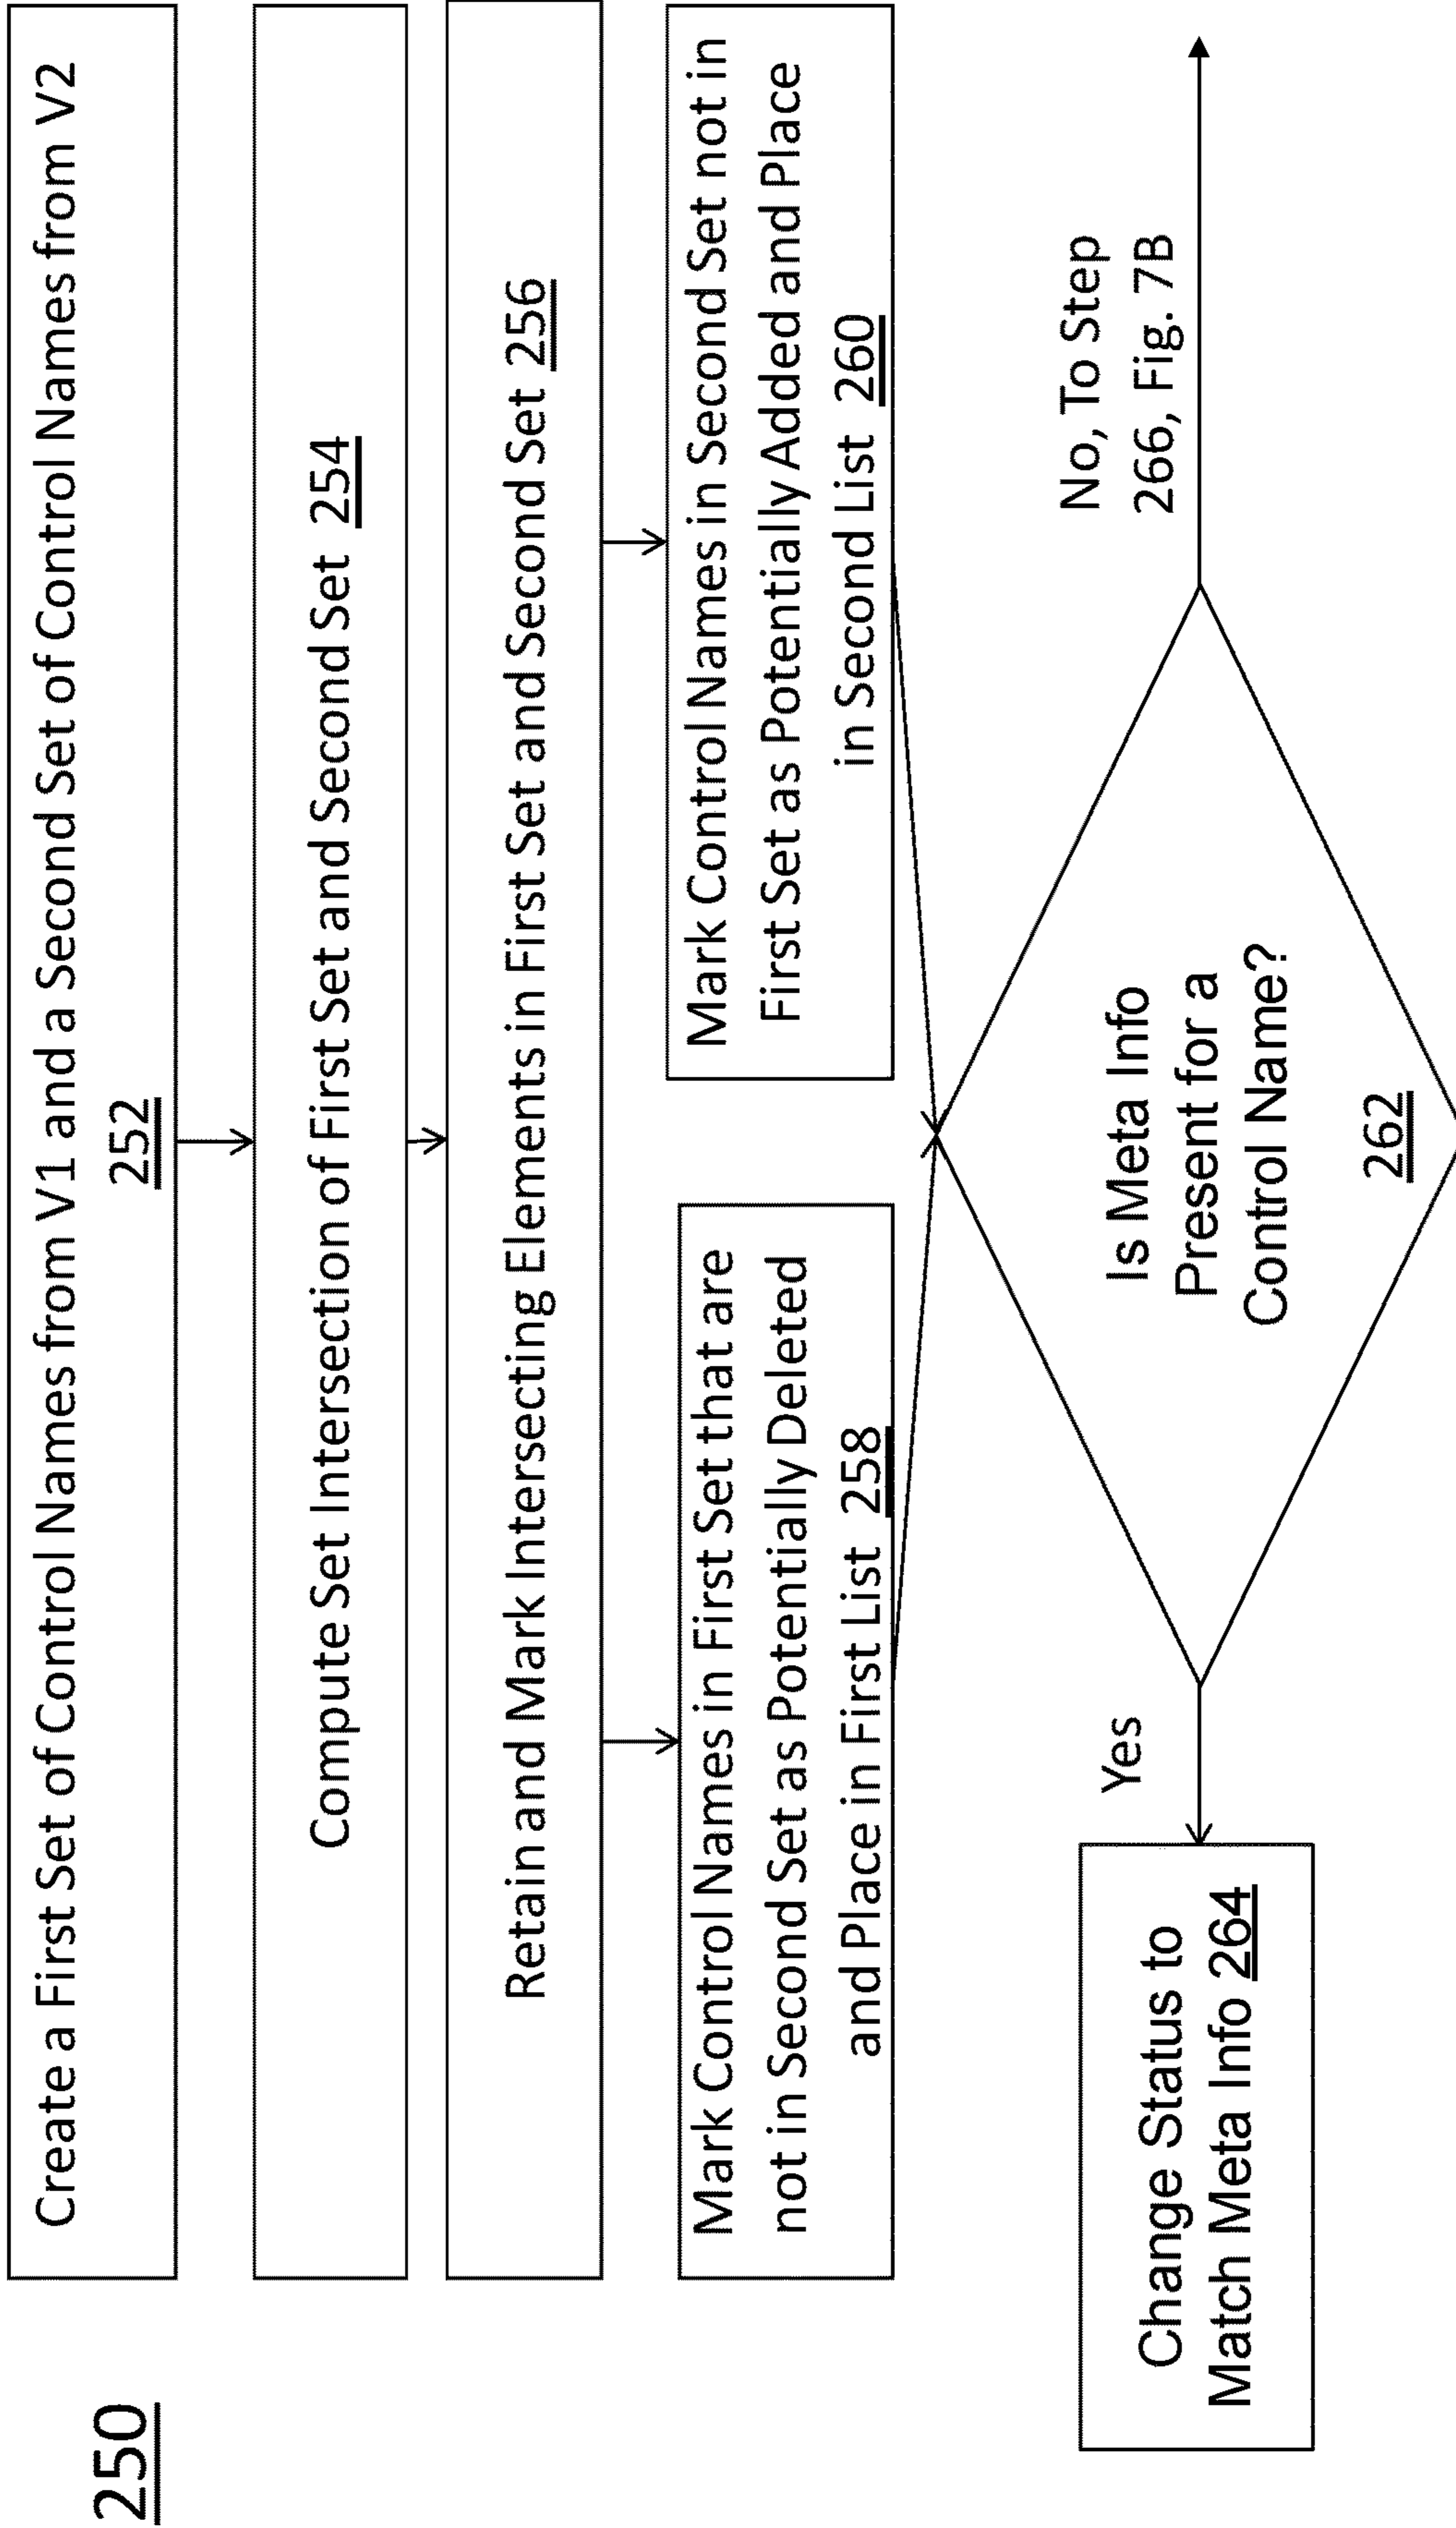 250
Create a First Set of Control Names from V1 and a Second Set of Control Names from V2
252
Compute Set Intersection of First Set and Second Set 254
Retain and Mark Intersecting Elements in First Set and Second Set 256
Mark Control Names in First Set that are
not in Second Set as Potentially Deleted
and Place in First List 258
Mark Control Names in Second Set not in
First Set as Potentially Added and Place
in Second List 260
Is Meta Info
Present for a
Control Name?
262
Yes
Change Status to
Match Meta Info 264
No, To Step
266, Fig. 7B